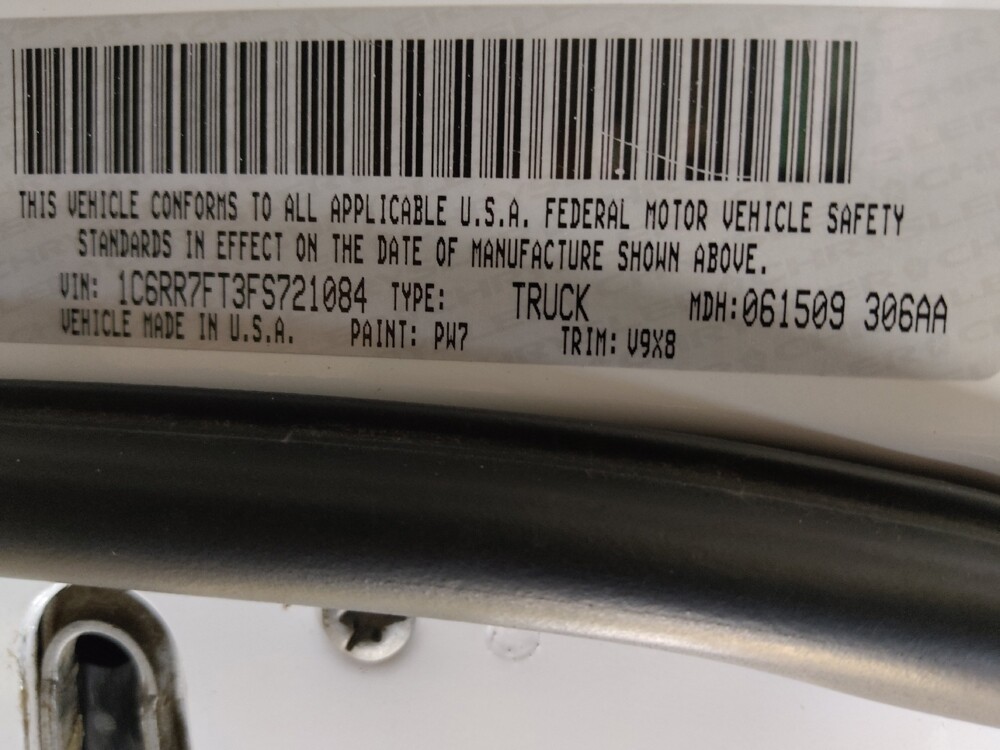 THIS VEHICLE CONFORMS TO ALL APPLICABLE U.S.A. FEDERAL MOTOR VEHICLE SAFETY
STANDARDS IN EFFECT ON THE DATE OF MANUFACTURE SHOWN ABOVE.
VIN: 1C6RR7FT3FS721084 TYPE: TRUCK MDH:061509 306AA
VEHICLE MADE IN U.S.A. PAINT: PW7 TRIM: V9X8